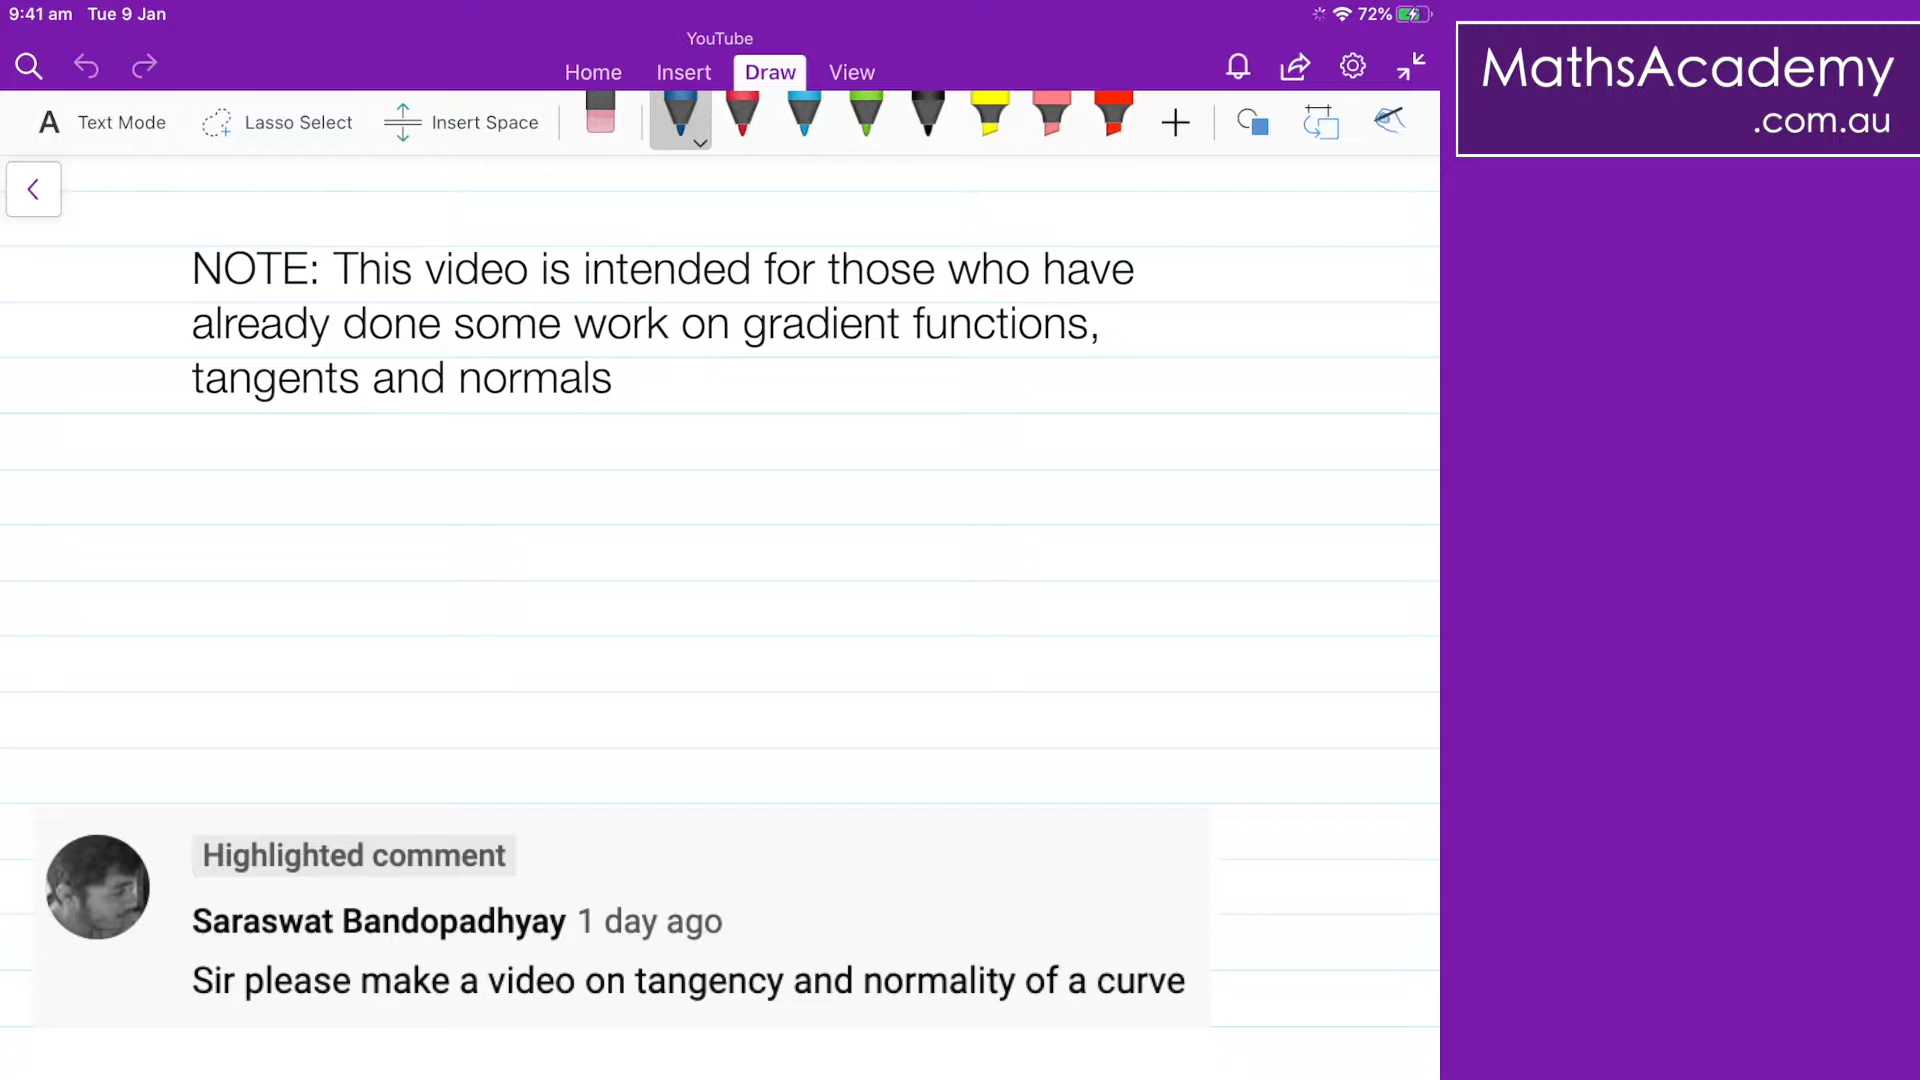 9:41 am Tue 9 Jan
72%
YouTube
Home Insert Draw View
A Text Mode Lasso Select Insert Space
MathsAcademy
.com.au
NOTE: This video is intended for those who have
already done some work on gradient functions,
tangents and normals
Highlighted comment
Saraswat Bandopadhyay 1 day ago
Sir please make a video on tangency and normality of a curve